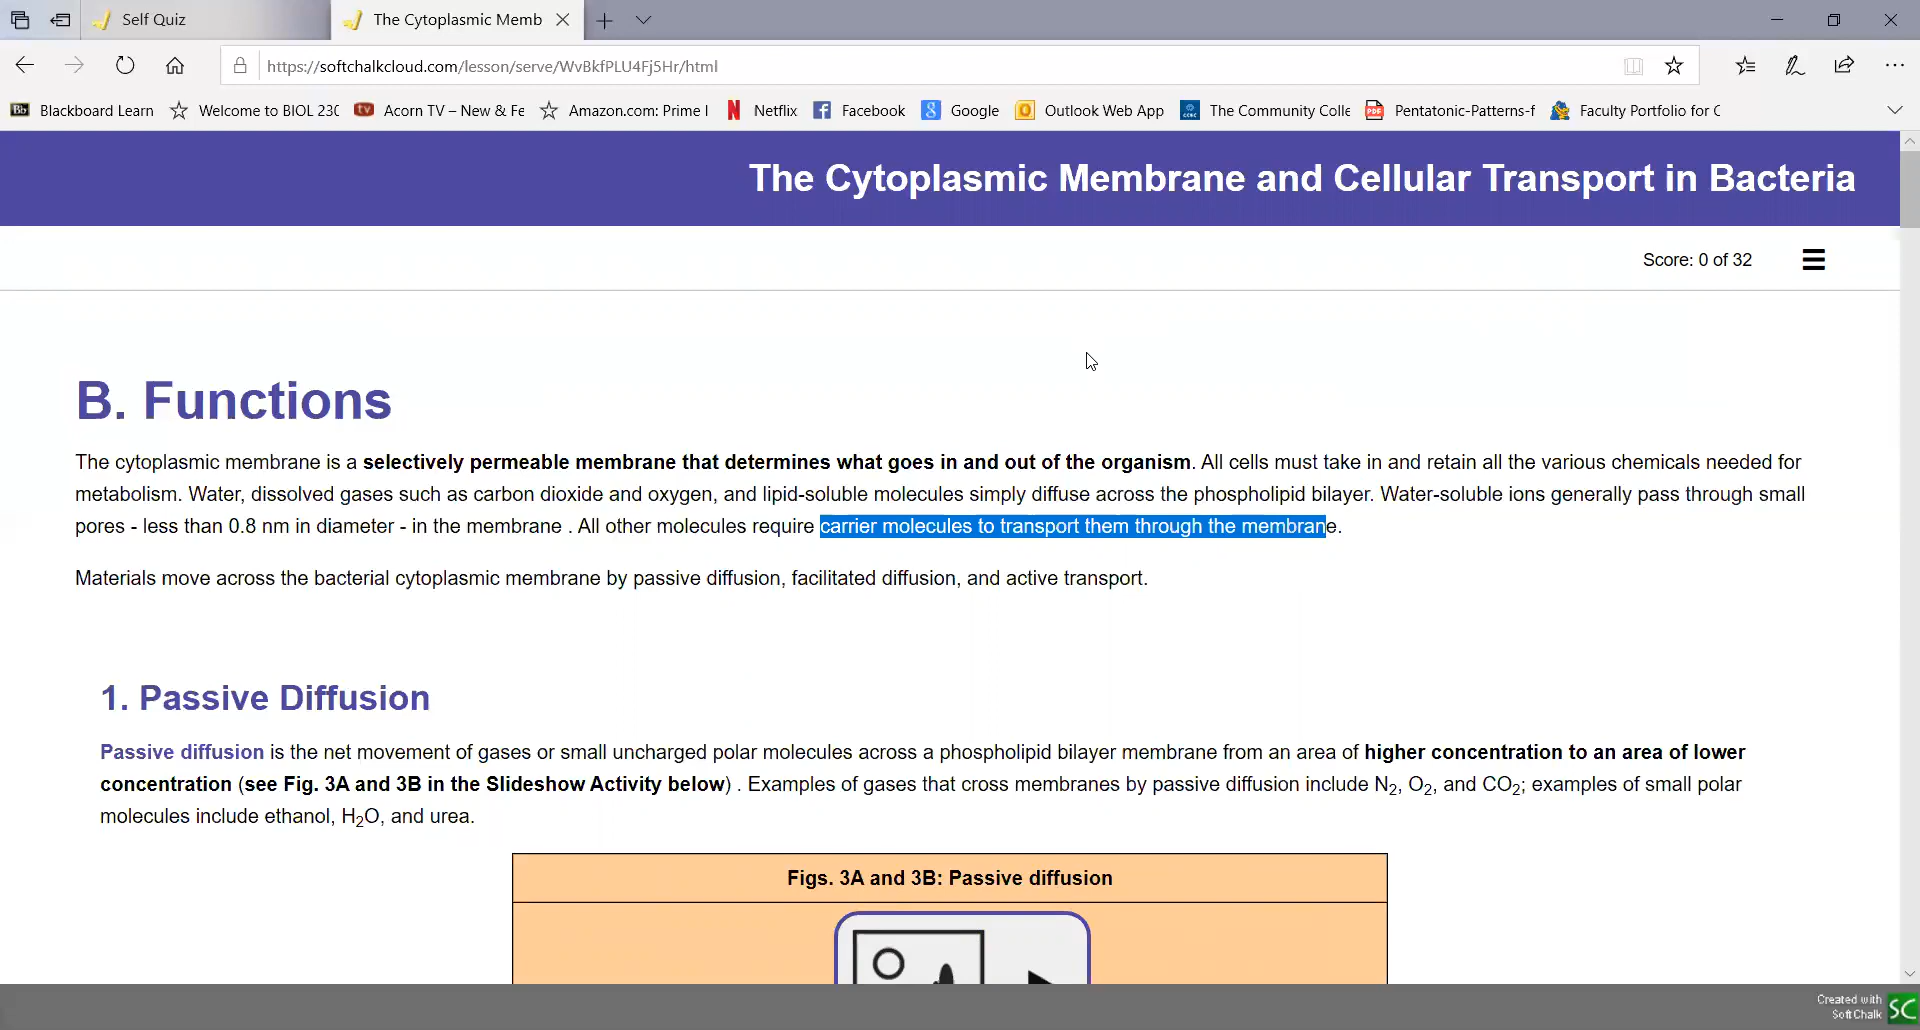 Self Quiz
The Cytoplasmic Memb
https://softchalkcloud.com/lesson/serve/WvBkfPLU4Fj5Hr/html
Bb Blackboard Learn Welcome to BIOL 230 tv Acorn TV – New & Fe Amazon.com: Prime I N Netflix f Facebook 8 Google Outlook Web App CCBC The Community Colle PDF Pentatonic-Patterns-f Faculty Portfolio for C
The Cytoplasmic Membrane and Cellular Transport in Bacteria
Score: 0 of 32
B. Functions
The cytoplasmic membrane is a selectively permeable membrane that determines what goes in and out of the organism. All cells must take in and retain all the various chemicals needed for
metabolism. Water, dissolved gases such as carbon dioxide and oxygen, and lipid-soluble molecules simply diffuse across the phospholipid bilayer. Water-soluble ions generally pass through small
pores - less than 0.8 nm in diameter - in the membrane . All other molecules require carrier molecules to transport them through the membrane.
Materials move across the bacterial cytoplasmic membrane by passive diffusion, facilitated diffusion, and active transport.
1. Passive Diffusion
Passive diffusion is the net movement of gases or small uncharged polar molecules across a phospholipid bilayer membrane from an area of higher concentration to an area of lower
concentration (see Fig. 3A and 3B in the Slideshow Activity below) . Examples of gases that cross membranes by passive diffusion include N₂, O₂, and CO₂; examples of small polar
molecules include ethanol, H₂O, and urea.
Figs. 3A and 3B: Passive diffusion
Created with
SoftChalk
SC